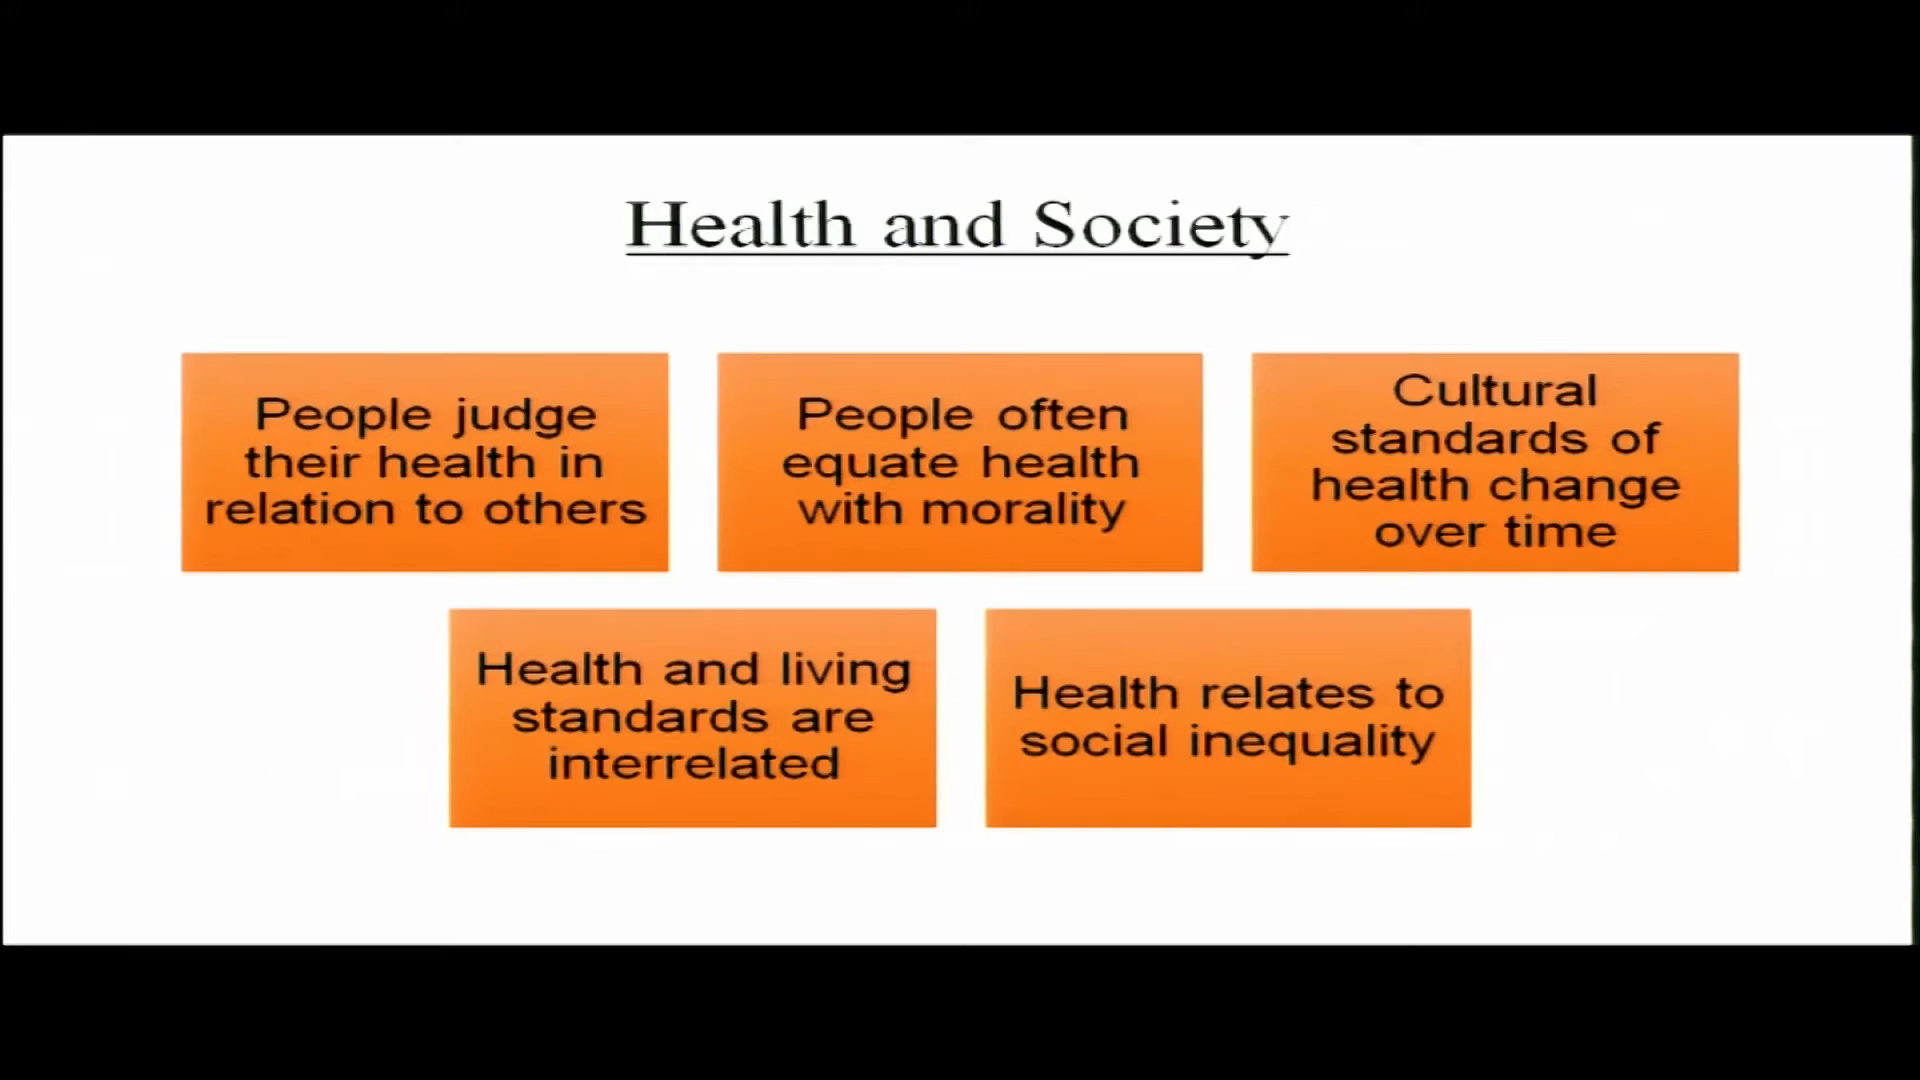 Health and Society
People judge
their health in
relation to others
People often
equate health
with morality
Cultural
standards of
health change
over time
Health and living
standards are
interrelated
Health relates to
social inequality